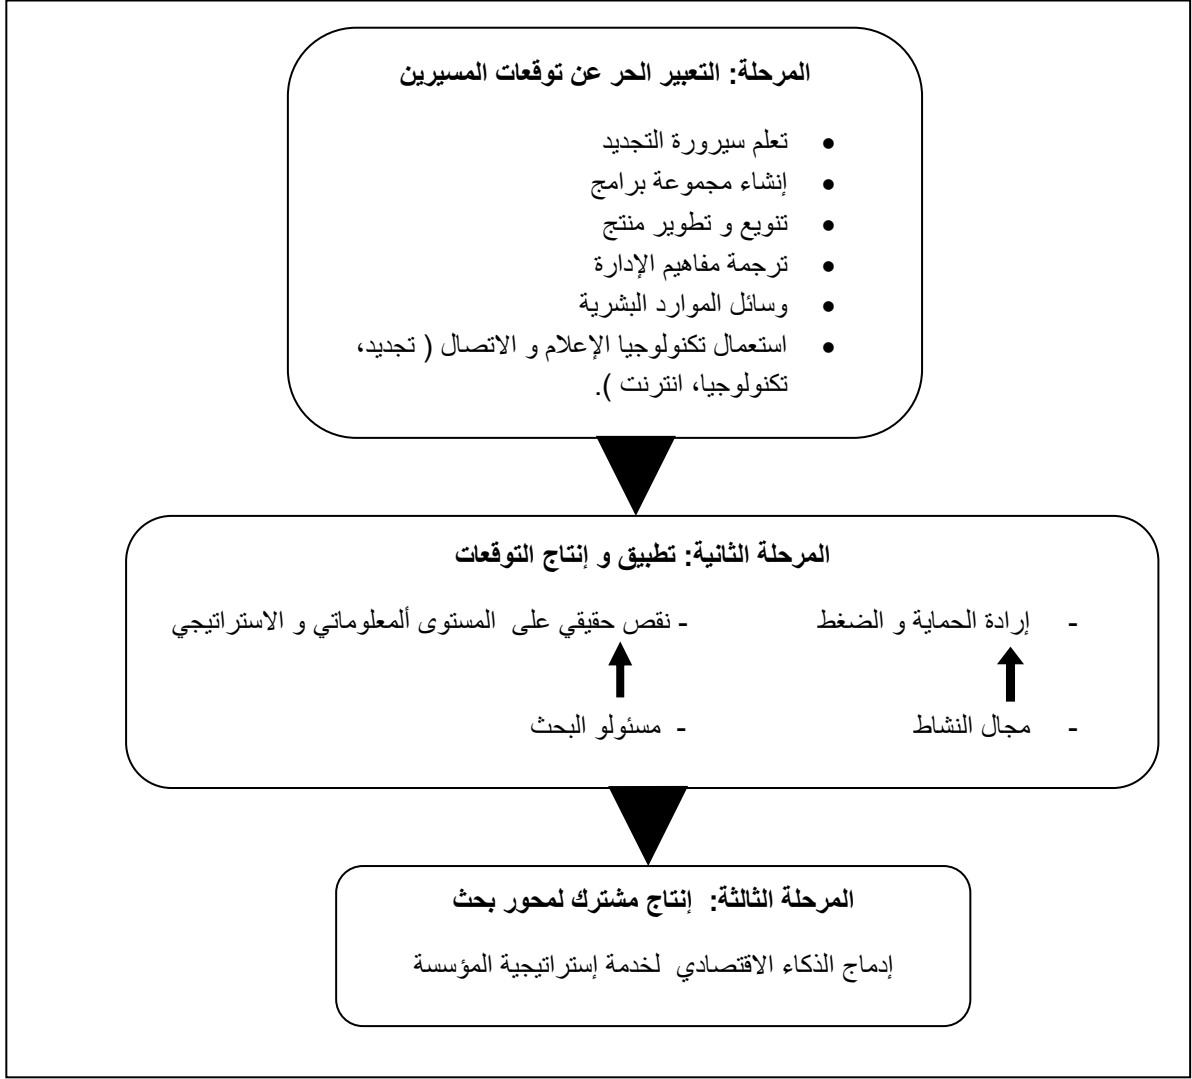 المرحلة: التعبير الحر عن توقعات المسيرين
• تعلم سيرورة التجديد
• إنشاء مجموعة برامج
• تنويع و تطوير منتج
• ترجمة مفاهيم الإدارة
• وسائل الموارد البشرية
• استعمال تكنولوجيا الإعلام و الاتصال ( تجديد،
تكنولوجيا، انترنت ).
المرحلة الثانية: تطبيق و إنتاج التوقعات
- إرادة الحماية و الضغط - نقص حقيقي على المستوى ألمعلوماتي و الاستراتيجي
- مجال النشاط - مسئولو البحث
المرحلة الثالثة: إنتاج مشترك لمحور بحث
إدماج الذكاء الاقتصادي لخدمة إستراتيجية المؤسسة